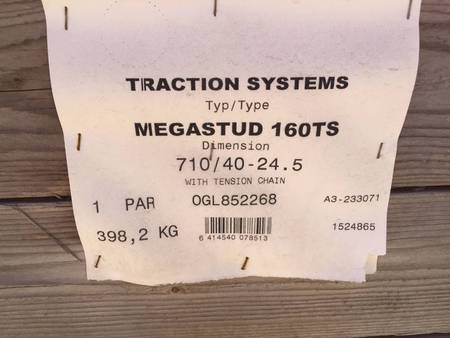 TRACTION SYSTEMS
Typ/Type
MEGASTUD 160TS
Dimension
710/40-24.5
WITH TENSION CHAIN
1 PAR OGL852268 A3-233071
398,2 KG 1524865
6 414540 078513